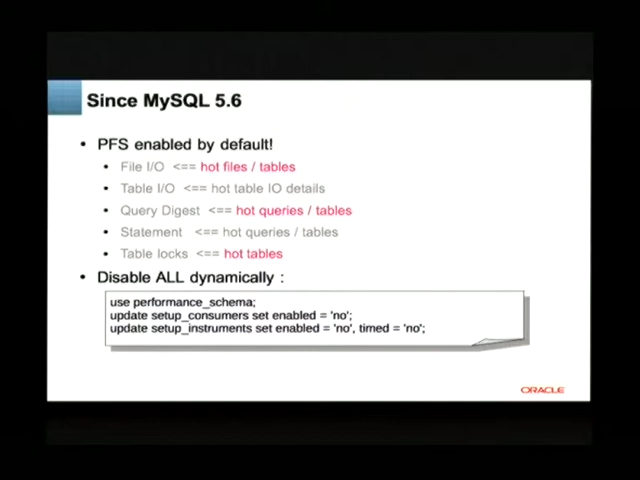 Since MySQL 5.6
• PFS enabled by default!
• File I/O <== hot files / tables
• Table I/O <== hot table IO details
• Query Digest <== hot queries / tables
• Statement <== hot queries / tables
• Table locks <== hot tables
• Disable ALL dynamically :
use performance_schema;
update setup_consumers set enabled = 'no';
update setup_instruments set enabled = 'no', timed = 'no';
ORACLE